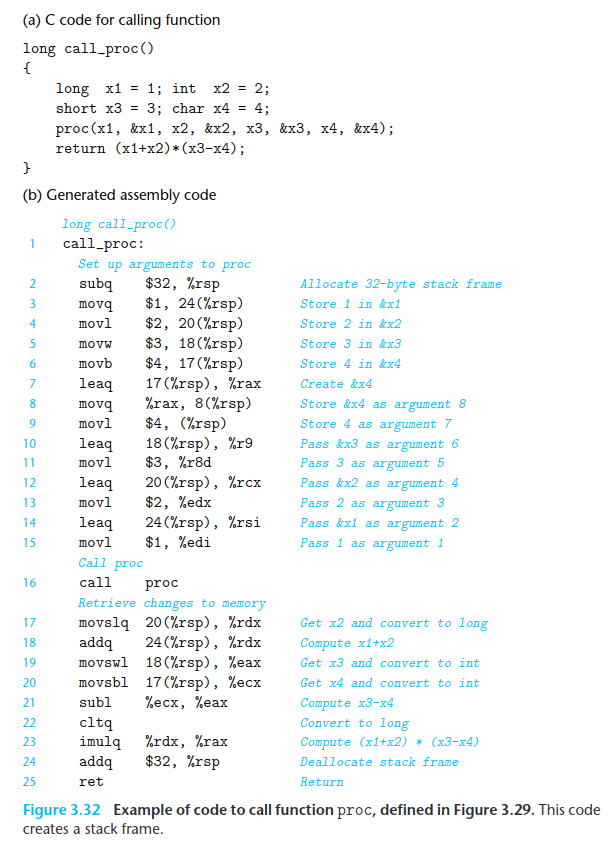 (a) C code for calling function
long call_proc()
{
    long  x1 = 1; int  x2 = 2;
    short x3 = 3; char x4 = 4;
    proc(x1, &x1, x2, &x2, x3, &x3, x4, &x4);
    return (x1+x2)*(x3-x4);
}
(b) Generated assembly code
long call_proc()
1 call_proc:
Set up arguments to proc
2 subq $32, %rsp Allocate 32-byte stack frame
3 movq $1, 24(%rsp) Store 1 in &x1
4 movl $2, 20(%rsp) Store 2 in &x2
5 movw $3, 18(%rsp) Store 3 in &x3
6 movb $4, 17(%rsp) Store 4 in &x4
7 leaq 17(%rsp), %rax Create &x4
8 movq %rax, 8(%rsp) Store &x4 as argument 8
9 movl $4, (%rsp) Store 4 as argument 7
10 leaq 18(%rsp), %r9 Pass &x3 as argument 6
11 movl $3, %r8d Pass 3 as argument 5
12 leaq 20(%rsp), %rcx Pass &x2 as argument 4
13 movl $2, %edx Pass 2 as argument 3
14 leaq 24(%rsp), %rsi Pass &x1 as argument 2
15 movl $1, %edi Pass 1 as argument 1
Call proc
16 call proc
Retrieve changes to memory
17 movslq 20(%rsp), %rdx Get x2 and convert to long
18 addq 24(%rsp), %rdx Compute x1+x2
19 movswl 18(%rsp), %eax Get x3 and convert to int
20 movsbl 17(%rsp), %ecx Get x4 and convert to int
21 subl %ecx, %eax Compute x3-x4
22 cltq Convert to long
23 imulq %rdx, %rax Compute (x1+x2) * (x3-x4)
24 addq $32, %rsp Deallocate stack frame
25 ret Return
Figure 3.32 Example of code to call function proc, defined in Figure 3.29. This code
creates a stack frame.